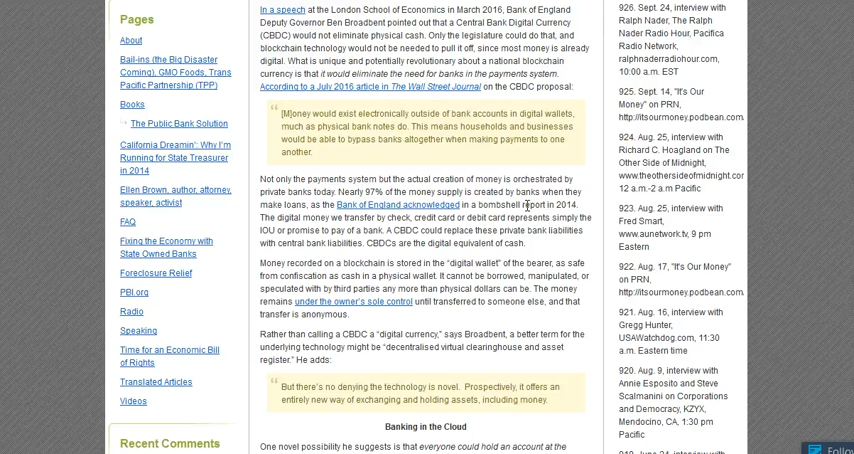 Pages
About
Bail-ins (the Big Disaster
Coming), GMO Foods, Trans
Pacific Partnership (TPP)
Books
The Public Bank Solution
California Dreamin': Why I'm
Running for State Treasurer
in 2014
Ellen Brown, author, attorney,
speaker, activist
FAQ
Fixing the Economy with
State Owned Banks
Foreclosure Relief
PBI.org
Radio
Speaking
Time for an Economic Bill
of Rights
Translated Articles
Videos
Recent Comments
In a speech at the London School of Economics in March 2016, Bank of England
Deputy Governor Ben Broadbent pointed out that a Central Bank Digital Currency
(CBDC) would not eliminate physical cash. Only the legislature could do that, and
blockchain technology would not be needed to pull it off, since most money is already
digital. What is unique and potentially revolutionary about a national blockchain
currency is that it would eliminate the need for banks in the payments system.
According to a July 2016 article in The Wall Street Journal on the CBDC proposal:
[M]oney would exist electronically outside of bank accounts in digital wallets,
much as physical bank notes do. This means households and businesses
would be able to bypass banks altogether when making payments to one
another.
Not only the payments system but the actual creation of money is orchestrated by
private banks today. Nearly 97% of the money supply is created by banks when they
make loans, as the Bank of England acknowledged in a bombshell report in 2014.
The digital money we transfer by check, credit card or debit card represents simply the
IOU or promise to pay of a bank. A CBDC could replace these private bank liabilities
with central bank liabilities. CBDCs are the digital equivalent of cash.
Money recorded on a blockchain is stored in the “digital wallet” of the bearer, as safe
from confiscation as cash in a physical wallet. It cannot be borrowed, manipulated, or
speculated with by third parties any more than physical dollars can be. The money
remains under the owner’s sole control until transferred to someone else, and that
transfer is anonymous.
Rather than calling a CBDC a “digital currency,” says Broadbent, a better term for the
underlying technology might be “decentralised virtual clearinghouse and asset
register.” He adds:
But there’s no denying the technology is novel. Prospectively, it offers an
entirely new way of exchanging and holding assets, including money.
Banking in the Cloud
One novel possibility he suggests is that everyone could hold an account at the
926. Sept. 24, interview with
Ralph Nader, The Ralph
Nader Radio Hour, Pacifica
Radio Network,
ralphnaderradiohour.com,
10:00 a.m. EST
925. Sept. 14, "It's Our
Money" on PRN,
http://itsourmoney.podbean.com.
924. Aug. 25, interview with
Richard C. Hoagland on The
Other Side of Midnight,
www.theothersideofmidnight.cor
12 a.m.-2 a.m Pacific
923. Aug. 25, interview with
Fred Smart,
www.aunetwork.tv, 9 pm
Eastern
922. Aug. 17, "It's Our Money"
on PRN,
http://itsourmoney.podbean.com.
921. Aug. 16, interview with
Gregg Hunter,
USAWatchdog.com, 11:30
a.m. Eastern time
920. Aug. 9, interview with
Annie Esposito and Steve
Scalmanini on Corporations
and Democracy, KZYX,
Mendocino, CA, 1:30 pm
Pacific
Follow